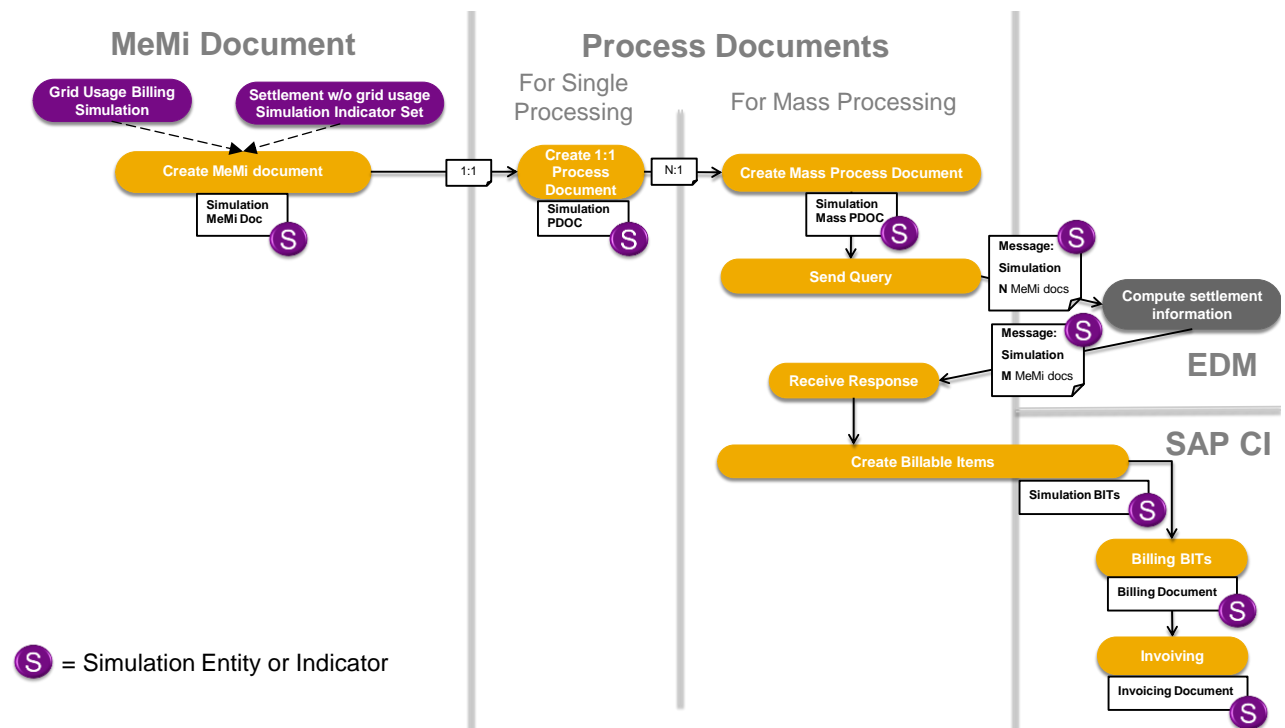 MeMi Document
Process Documents
For Single
Processing
For Mass Processing
Grid Usage Billing
Simulation
Settlement w/o grid usage
Simulation Indicator Set
Create MeMi document
1:1
Create 1:1
Process
Document
N:1
Create Mass Process Document
Simulation
MeMi Doc
S
Simulation
PDOC
S
Simulation
Mass PDOC
S
Send Query
Message:
Simulation
N MeMi docs
S
Compute settlement
information
Message:
Simulation
M MeMi docs
S
EDM
Receive Response
SAP CI
Create Billable Items
Simulation BITs
S
Billing BITs
Billing Document
S
Invoiving
Invoicing Document
S
S = Simulation Entity or Indicator